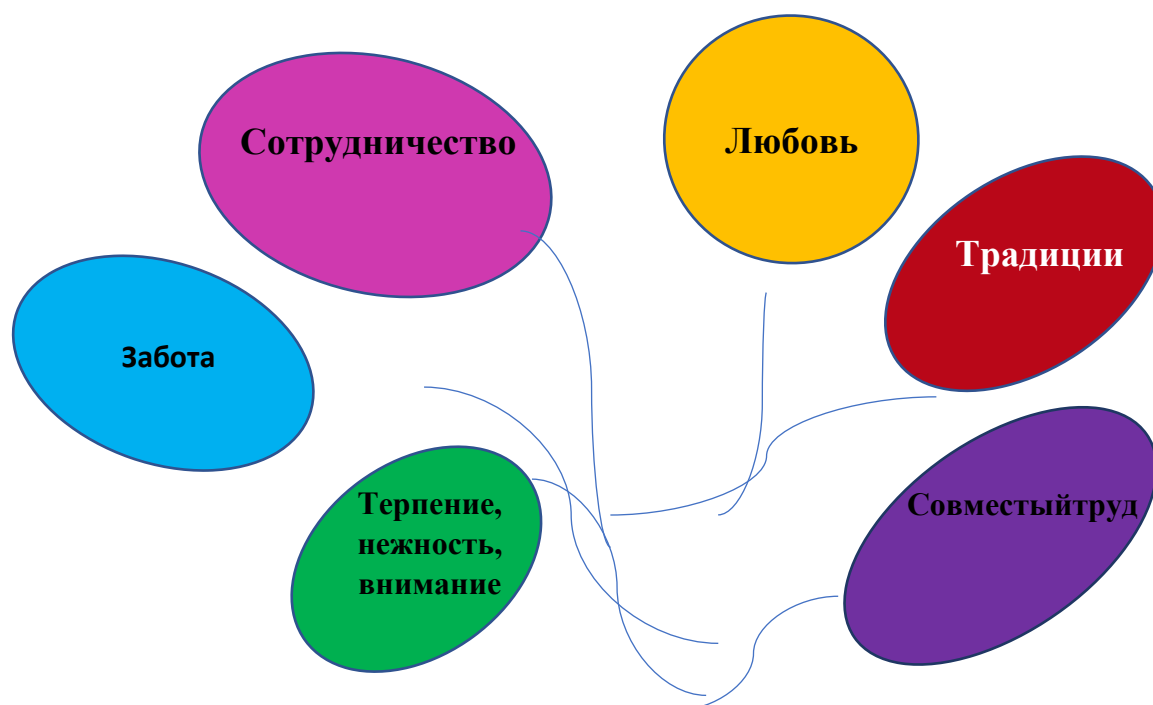 Сотрудничество
Любовь
Традиции
Забота
Терпение,
нежность,
внимание
Совместыйтруд